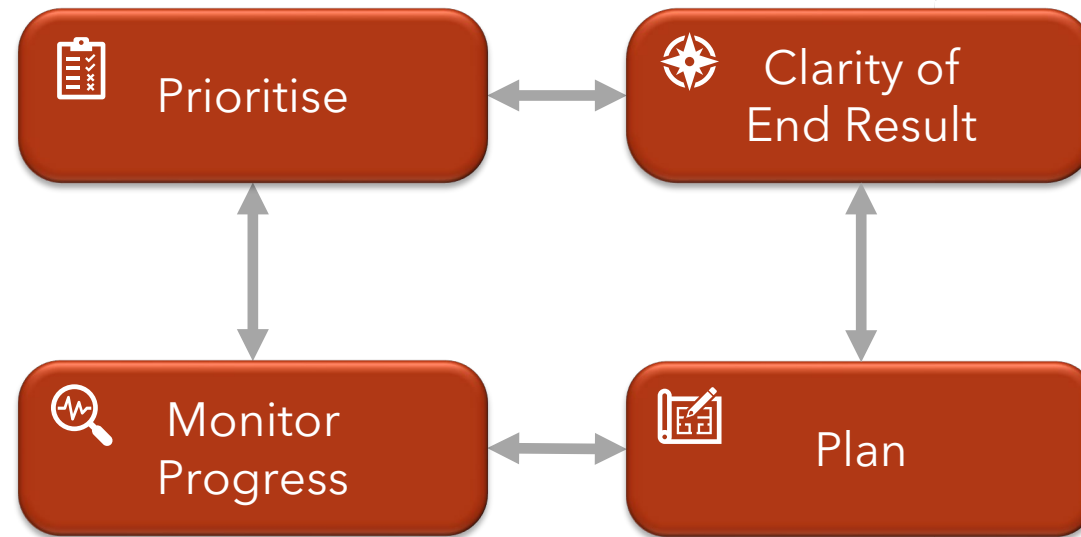 Prioritise
Clarity of
End Result
Monitor
Progress
Plan